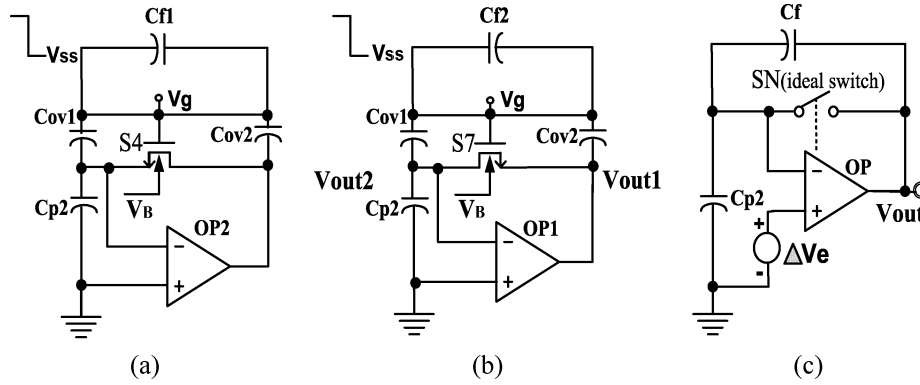 Cf1
Vss
Vg
Cov1
S4
Cov2
Cp2
VB
OP2
−
+
(a)
Cf2
Vss
Vg
Cov1
S7
Cov2
Vout2
Vout1
Cp2
VB
OP1
−
+
(b)
Cf
SN(ideal switch)
OP
−
+
Cp2
Vout
+
ΔVe
-
(c)